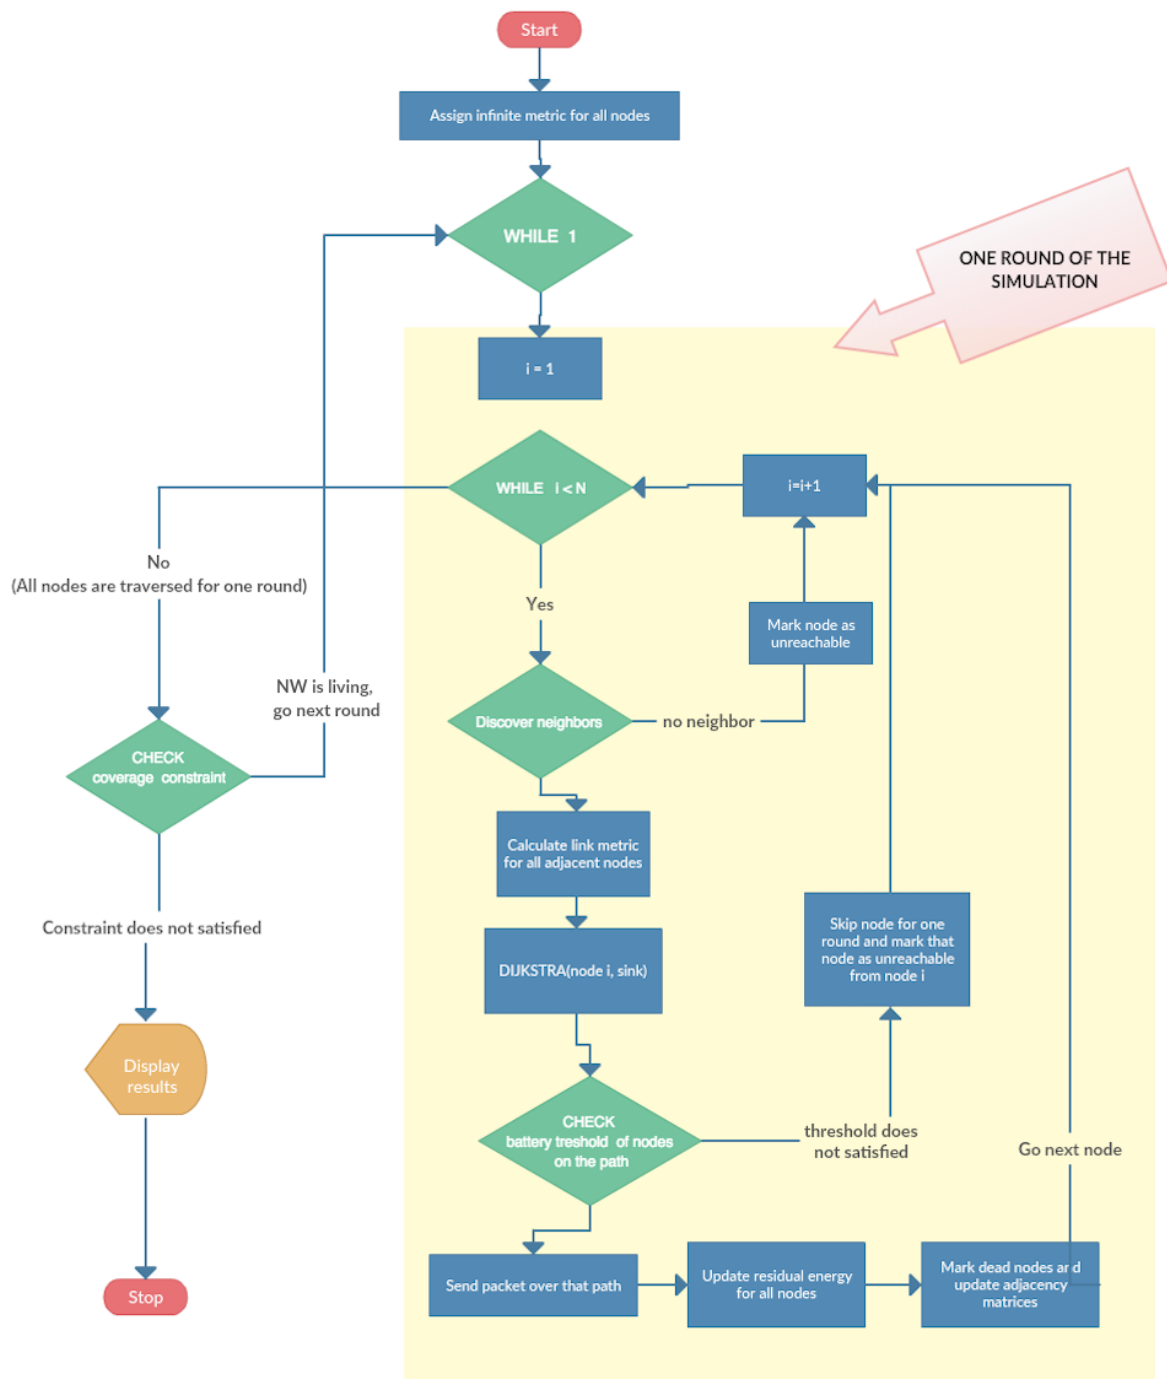 Start
Assign infinite metric for all nodes
WHILE 1
ONE ROUND OF THE
SIMULATION
i = 1
WHILE i < N
i=i+1
No
(All nodes are traversed for one round)
Yes
Mark node as
unreachable
NW is living,
go next round
Discover neighbors
no neighbor
CHECK
coverage constraint
Calculate link metric
for all adjacent nodes
Constraint does not satisfied
Skip node for one
round and mark that
node as unreachable
from node i
DIJKSTRA(node i, sink)
Display
results
CHECK
battery treshold of nodes
on the path
threshold does
not satisfied
Go next node
Send packet over that path
Update residual energy
for all nodes
Mark dead nodes and
update adjacency
matrices
Stop